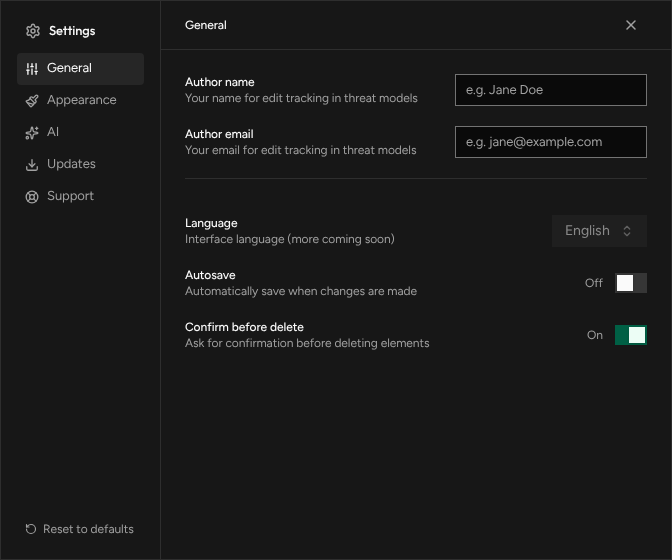 Settings
General
Appearance
AI
Updates
Support
Reset to defaults
General
Author name
Your name for edit tracking in threat models
e.g. Jane Doe
Author email
Your email for edit tracking in threat models
e.g. jane@example.com
Language
Interface language (more coming soon)
English
Autosave
Automatically save when changes are made
Off
Confirm before delete
Ask for confirmation before deleting elements
On